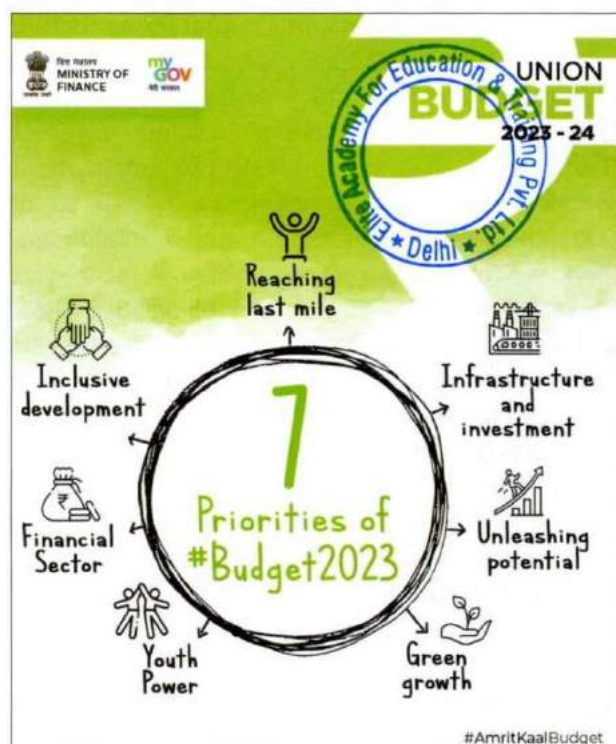 वित्त मंत्रालय
MINISTRY OF
FINANCE
my
GOV
मेरी सरकार
UNION
BUDGET
2023 - 24
Elite Academy For Education & Training Pvt. Ltd.
★ Delhi ★
Reaching
last mile
Inclusive
development
Infrastructure
and
investment
7
Priorities of
#Budget2023
Financial
Sector
Unleashing
potential
Youth
Power
Green
growth
#AmritKaalBudget